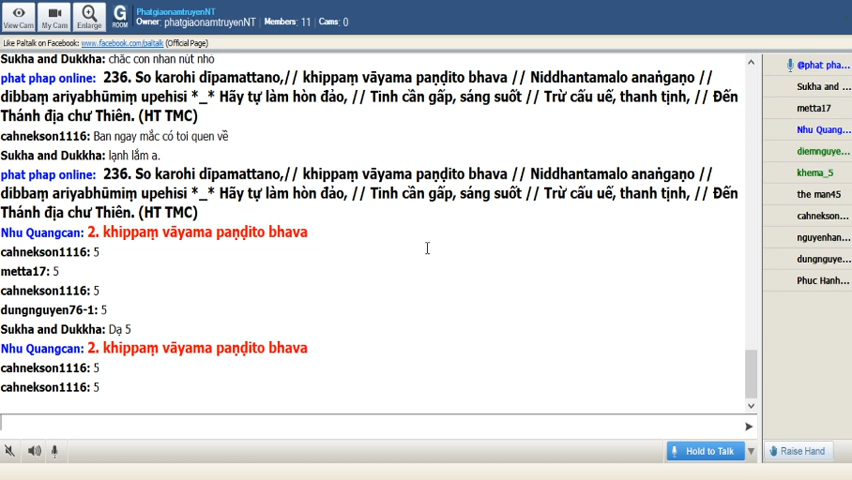 PhatgiaonamtruyenNT
Owner: phatgiaonamtruyenNT Members: 11 Cams: 0
View Cam My Cam Enlarge G ROOM
Like Paltalk on Facebook: www.facebook.com/paltalk (Official Page)
Sukha and Dukkha: chắc con nhan nút nhỏ
phat phap online: 236. So karohi dīpamattano,// khippaṃ vāyama paṇḍito bhava // Niddhantamalo anaṅgaṇo //
dibbaṃ ariyabhūmiṃ upehisi *_* Hãy tự làm hòn đảo, // Tinh cần gấp, sáng suốt // Trừ cấu uế, thanh tịnh, // Đến
Thánh địa chư Thiên. (HT TMC)
cahnekson1116: Ban ngay mắc có toi quen về
Sukha and Dukkha: lạnh lắm a.
phat phap online: 236. So karohi dīpamattano,// khippaṃ vāyama paṇḍito bhava // Niddhantamalo anaṅgaṇo //
dibbaṃ ariyabhūmiṃ upehisi *_* Hãy tự làm hòn đảo, // Tinh cần gấp, sáng suốt // Trừ cấu uế, thanh tịnh, // Đến
Thánh địa chư Thiên. (HT TMC)
Nhu Quangcan: 2. khippaṃ vāyama paṇḍito bhava
cahnekson1116: 5
metta17: 5
cahnekson1116: 5
dungnguyen76-1: 5
Sukha and Dukkha: Dạ 5
Nhu Quangcan: 2. khippaṃ vāyama paṇḍito bhava
cahnekson1116: 5
cahnekson1116: 5
@phat pha...
Sukha and ...
metta17
Nhu Quang...
diemnguye...
khema_5
the man45
cahnekson...
nguyenhan...
dungnguye...
Phuc Hanh...
Hold to Talk
Raise Hand